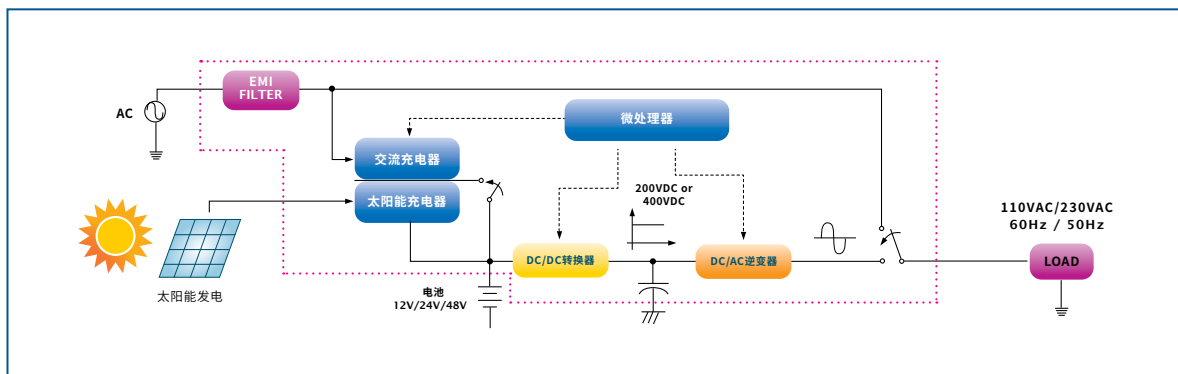 EMI
FILTER
AC
微处理器
交流充电器
太阳能充电器
200VDC or
400VDC
110VAC/230VAC
60Hz / 50Hz
DC/DC转换器
DC/AC逆变器
LOAD
太阳能发电
电池
12V/24V/48V